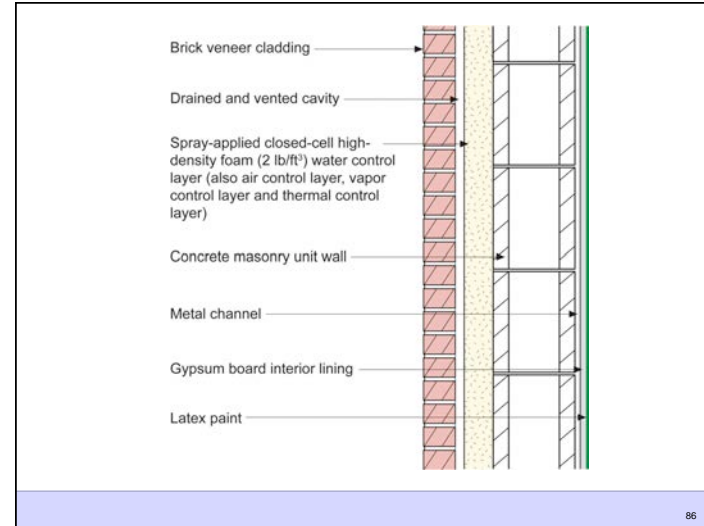 Brick veneer cladding
Drained and vented cavity
Spray-applied closed-cell high-
density foam (2 lb/ft³) water control
layer (also air control layer, vapor
control layer and thermal control
layer)
Concrete masonry unit wall
Metal channel
Gypsum board interior lining
Latex paint
86